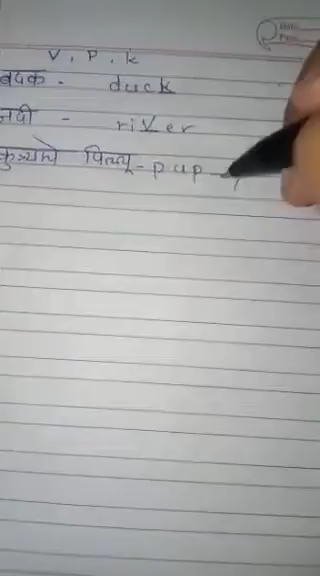 V, P, k
बदक - duck
नदी - river
कुत्र्याचे पिल्लू - pup